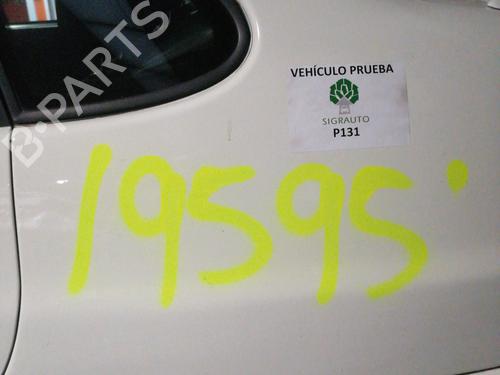 B-PARTS
VEHÍCULO PRUEBA
SIGRAUTO
P131
19595.